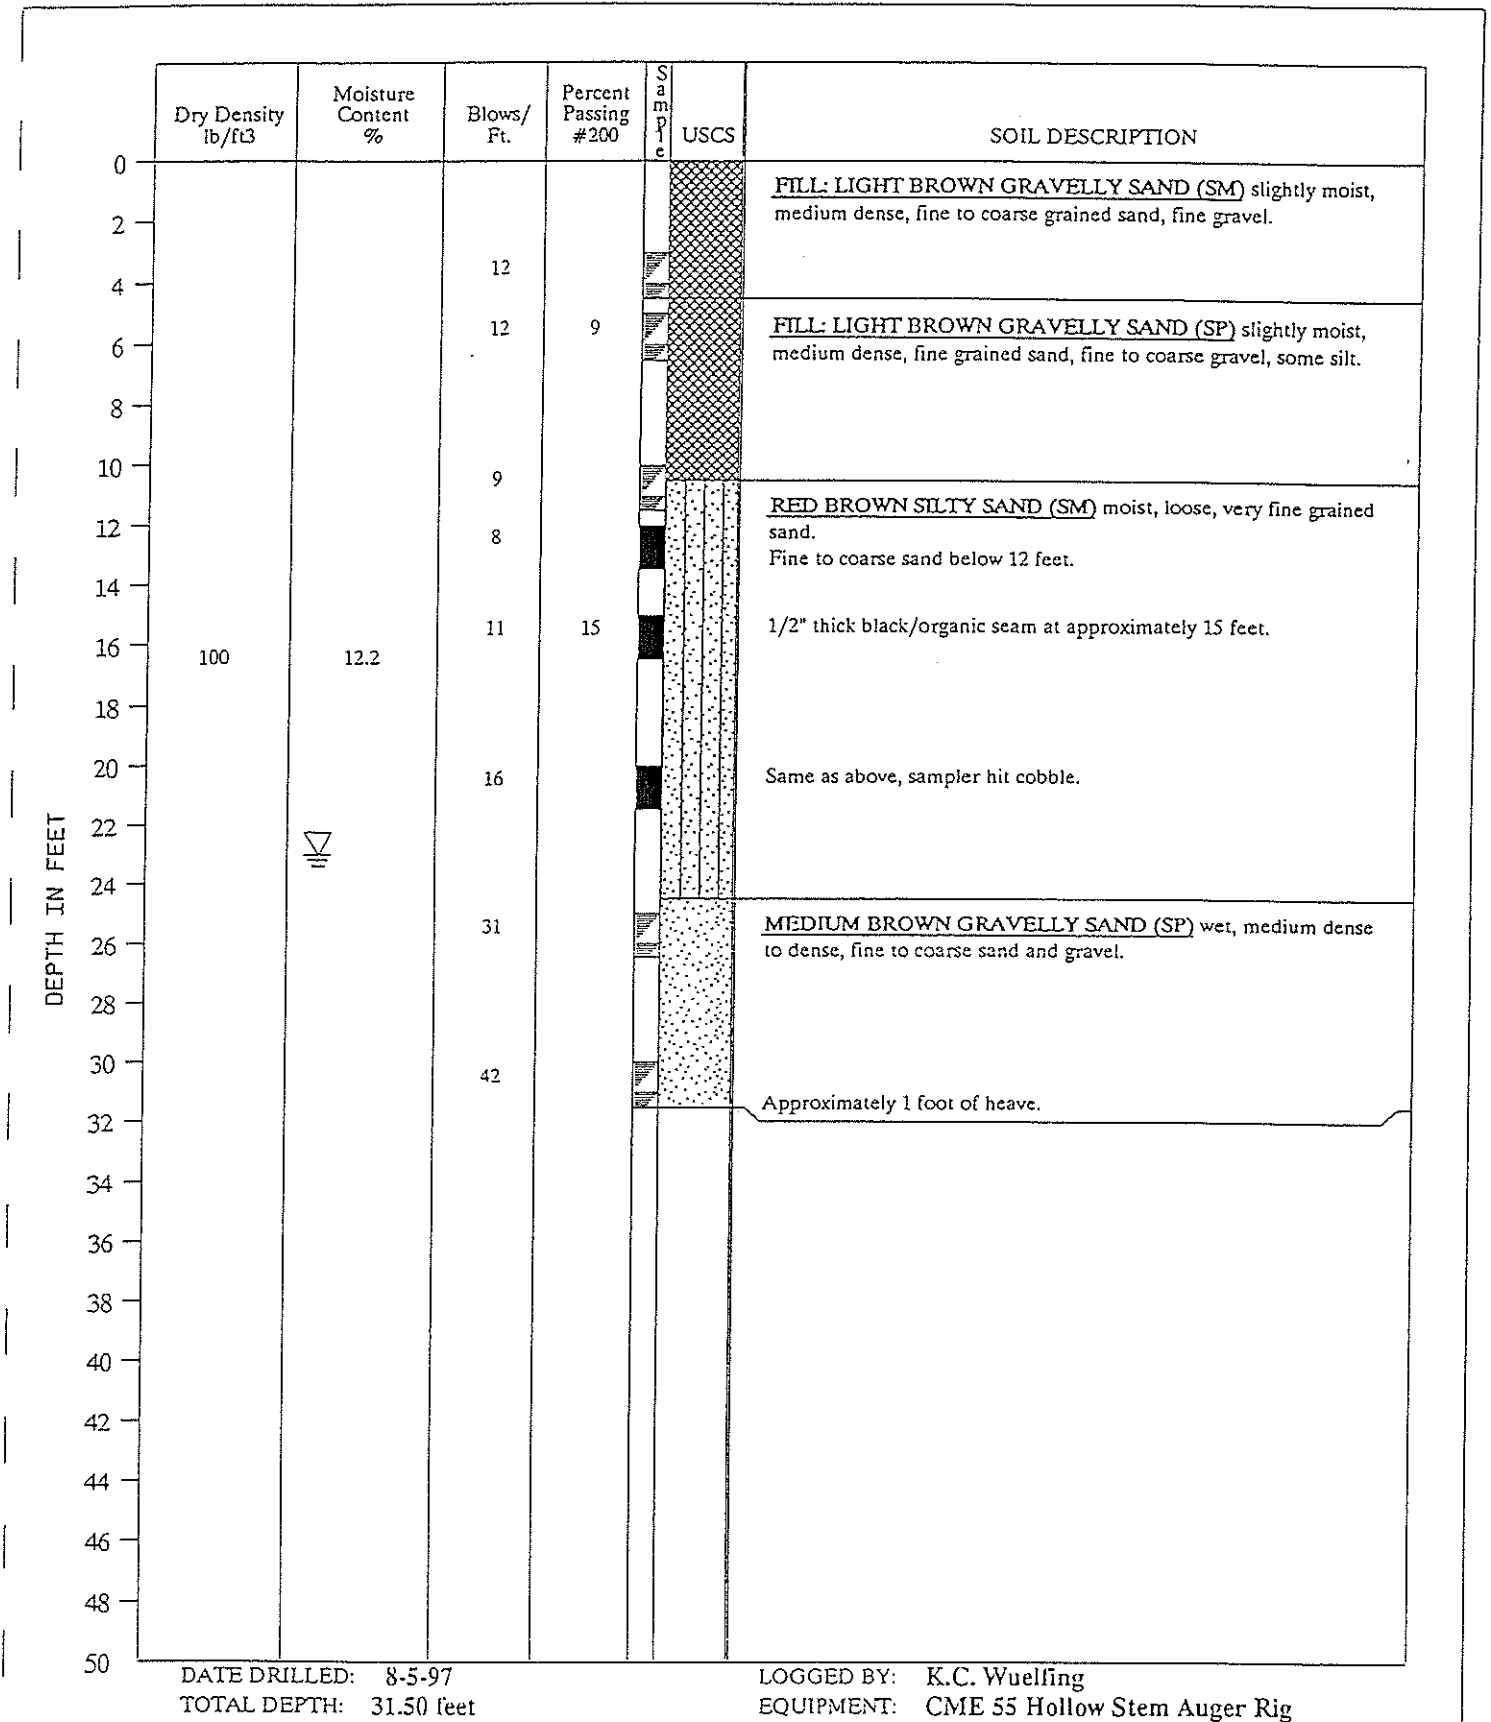 Dry Density
lb/ft3
Moisture
Content
%
Blows/
Ft.
Percent
Passing
#200
Sample
USCS
SOIL DESCRIPTION
0
FILL: LIGHT BROWN GRAVELLY SAND (SM) slightly moist,
medium dense, fine to coarse grained sand, fine gravel.
2
12
4
12 9
FILL: LIGHT BROWN GRAVELLY SAND (SP) slightly moist,
6
medium dense, fine grained sand, fine to coarse gravel, some silt.
8
10
9
RED BROWN SILTY SAND (SM) moist, loose, very fine grained
sand.
12
8
Fine to coarse sand below 12 feet.
14
11 15
1/2" thick black/organic seam at approximately 15 feet.
16
100 12.2
18
20
16
Same as above, sampler hit cobble.
22
24
31
MEDIUM BROWN GRAVELLY SAND (SP) wet, medium dense
26
to dense, fine to coarse sand and gravel.
28
30
42
Approximately 1 foot of heave.
32
34
36
38
40
42
44
46
48
50
DEPTH IN FEET
DATE DRILLED: 8-5-97
LOGGED BY: K.C. Wuelfing
TOTAL DEPTH: 31.50 feet
EQUIPMENT: CME 55 Hollow Stem Auger Rig